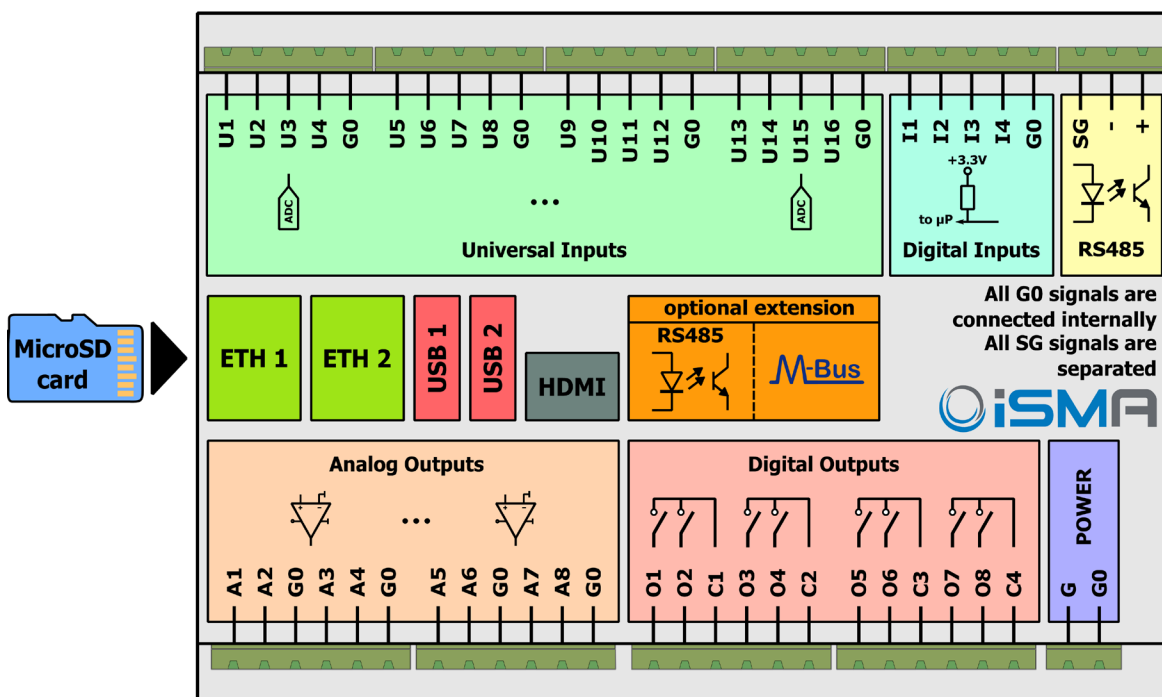 U1 U2 U3 U4 G0 U5 U6 U7 U8 G0 U9 U10 U11 U12 G0 U13 U14 U15 U16 G0
ADC
...
ADC
Universal Inputs
I1 I2 I3 I4 G0
+3.3V
to µP
Digital Inputs
SG - +
RS485
MicroSD
card
ETH 1
ETH 2
USB 1
USB 2
HDMI
optional extension
RS485
M-Bus
All G0 signals are
connected internally
All SG signals are
separated
iSMA
Analog Outputs
+ -
...
+ -
A1 A2 G0 A3 A4 G0 A5 A6 G0 A7 A8 G0
Digital Outputs
O1 O2 C1 O3 O4 C2 O5 O6 C3 O7 O8 C4
POWER
G G0